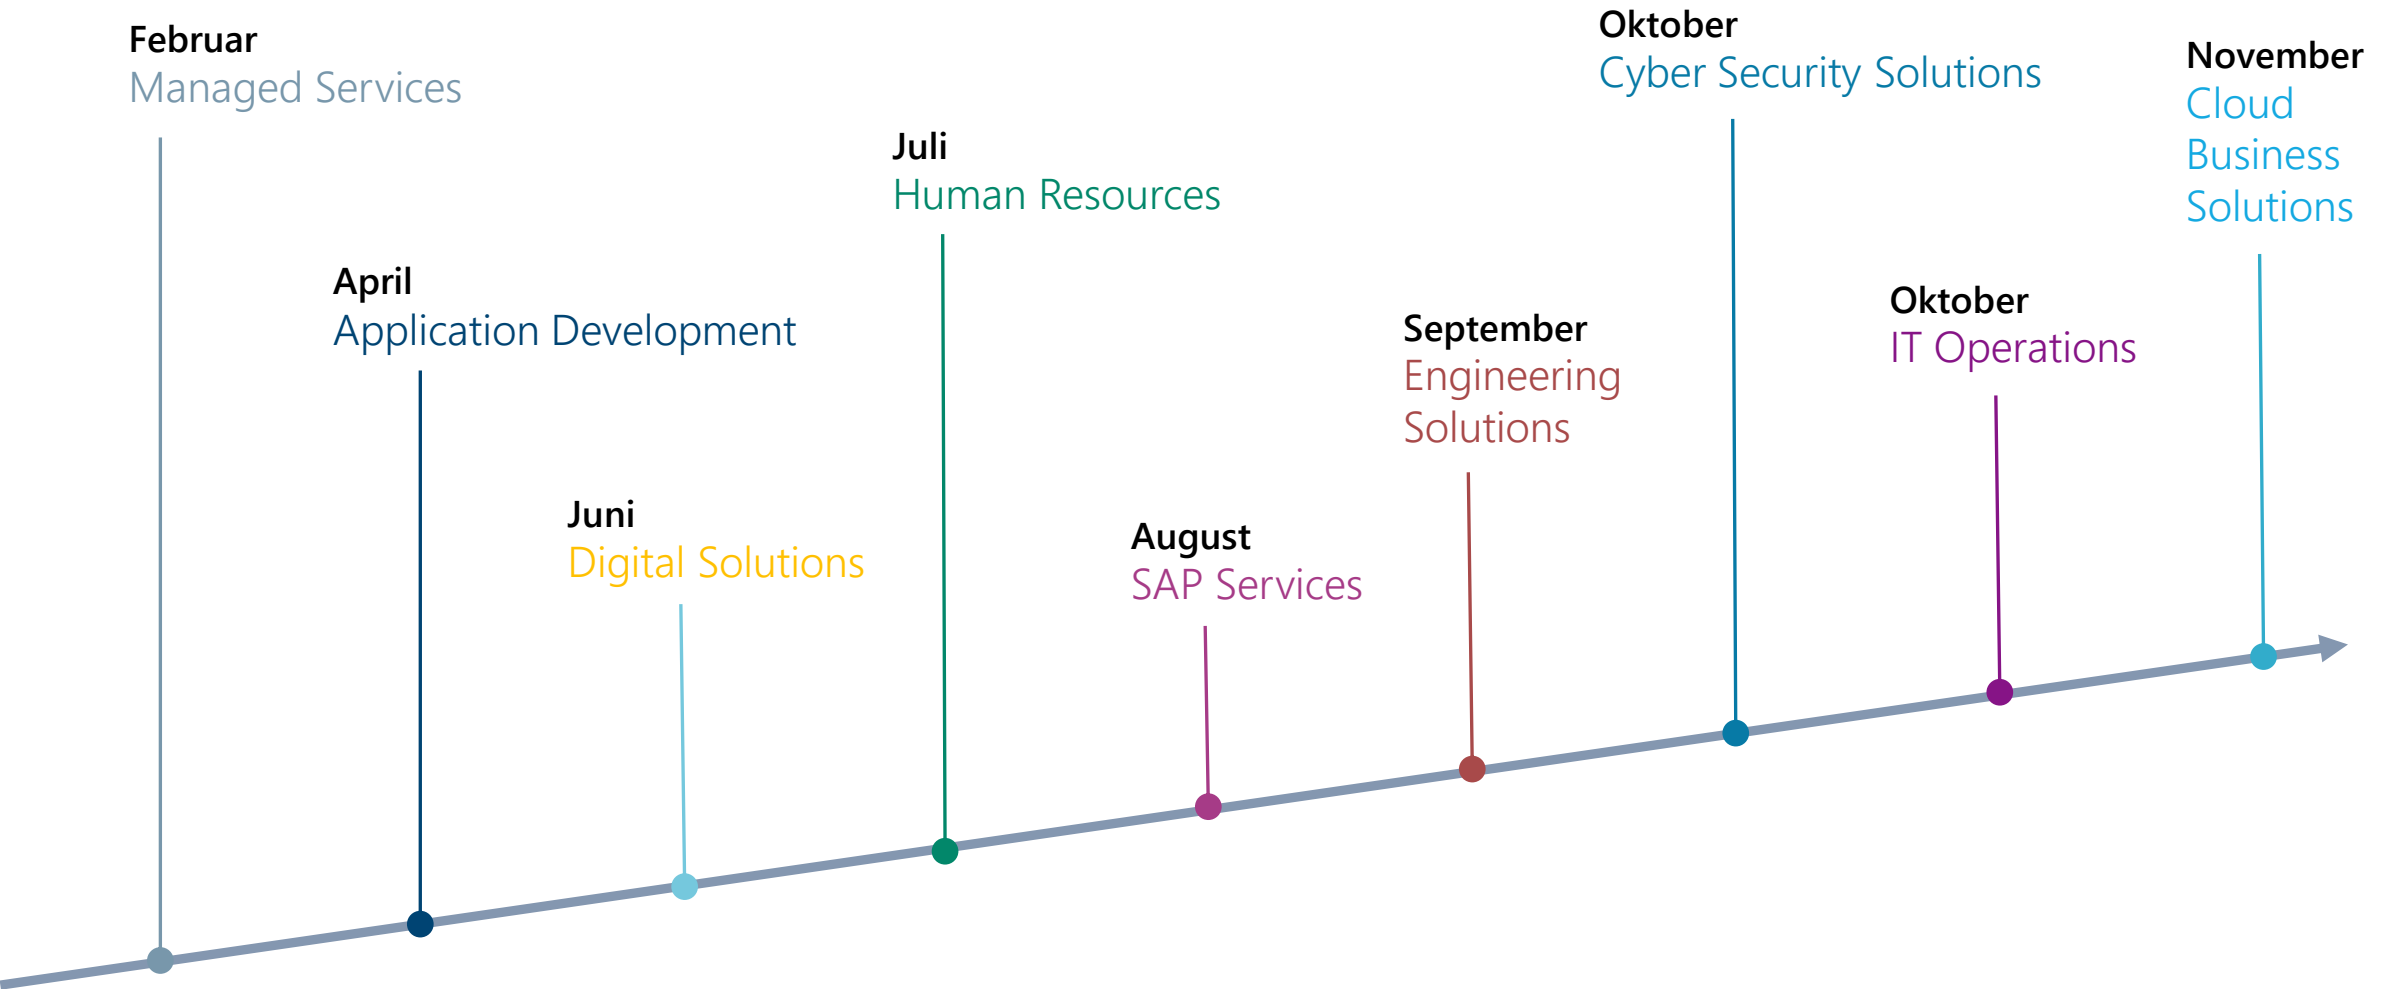 Februar
Managed Services
April
Application Development
Juni
Digital Solutions
Juli
Human Resources
August
SAP Services
September
Engineering
Solutions
Oktober
Cyber Security Solutions
Oktober
IT Operations
November
Cloud
Business
Solutions